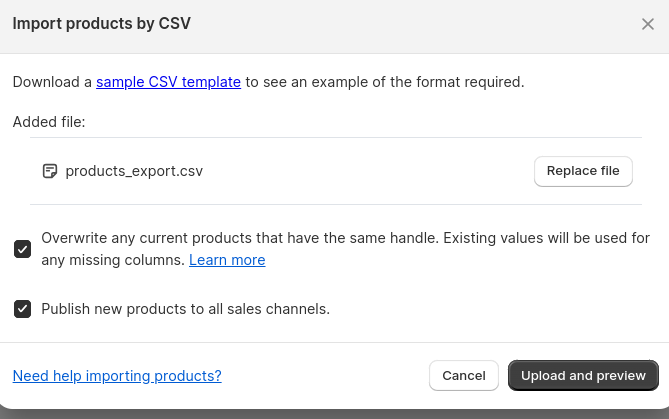 Import products by CSV
Download a sample CSV template to see an example of the format required.
Added file:
products_export.csv
Replace file
Overwrite any current products that have the same handle. Existing values will be used for
any missing columns. Learn more
Publish new products to all sales channels.
Need help importing products?
Cancel
Upload and preview